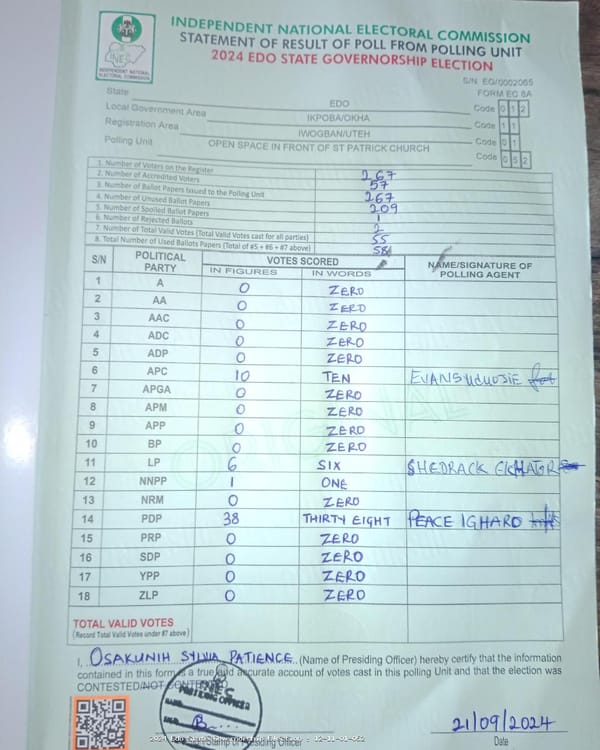 INDEPENDENT NATIONAL ELECTORAL COMMISSION
STATEMENT OF RESULT OF POLL FROM POLLING UNIT
2024 EDO STATE GOVERNORSHIP ELECTION
INEC
INDEPENDENT NATIONAL ELECTORAL COMMISSION
S/N EG/0002065
FORM EC 8A
State EDO Code 0 1 2
Local Government Area IKPOBA/OKHA Code 1 1
Registration Area IWOGBAN/UTEH Code 0 1
Polling Unit OPEN SPACE IN FRONT OF ST PATRICK CHURCH Code 0 5 2
1. Number of Voters on the Register 267
2. Number of Accredited Voters 57
3. Number of Ballot Papers Issued to the Polling Unit 267
4. Number of Unused Ballot Papers 209
5. Number of Spoiled Ballot Papers 1
6. Number of Rejected Ballots 2
7. Number of Total Valid Votes (Total Valid Votes cast for all parties) 55
8. Total Number of Used Ballots Papers (Total of #5 + #6 + #7 above) 58
S/N POLITICAL PARTY VOTES SCORED NAME/SIGNATURE OF POLLING AGENT
IN FIGURES IN WORDS
1 A 0 ZERO
2 AA 0 ZERO
3 AAC 0 ZERO
4 ADC 0 ZERO
5 ADP 0 ZERO
6 APC 10 TEN EVANS
7 APGA 0 ZERO
8 APM 0 ZERO
9 APP 0 ZERO
10 BP 0 ZERO
11 LP 6 SIX SHEDRACK
12 NNPP 1 ONE
13 NRM 0 ZERO
14 PDP 38 THIRTY EIGHT PEACE IGHARO
15 PRP 0 ZERO
16 SDP 0 ZERO
17 YPP 0 ZERO
18 ZLP 0 ZERO
ORIGINAL
TOTAL VALID VOTES
(Record Total Valid Votes under #7 above)
I, OSAKUNIH SYLVIA PATIENCE (Name of Presiding Officer) hereby certify that the information
contained in this form is a true and accurate account of votes cast in this polling Unit and that the election was
CONTESTED/NOT CONTESTED
INEC
PRESIDING OFFICER
21/09/2024
Stamp of Presiding Officer
Date